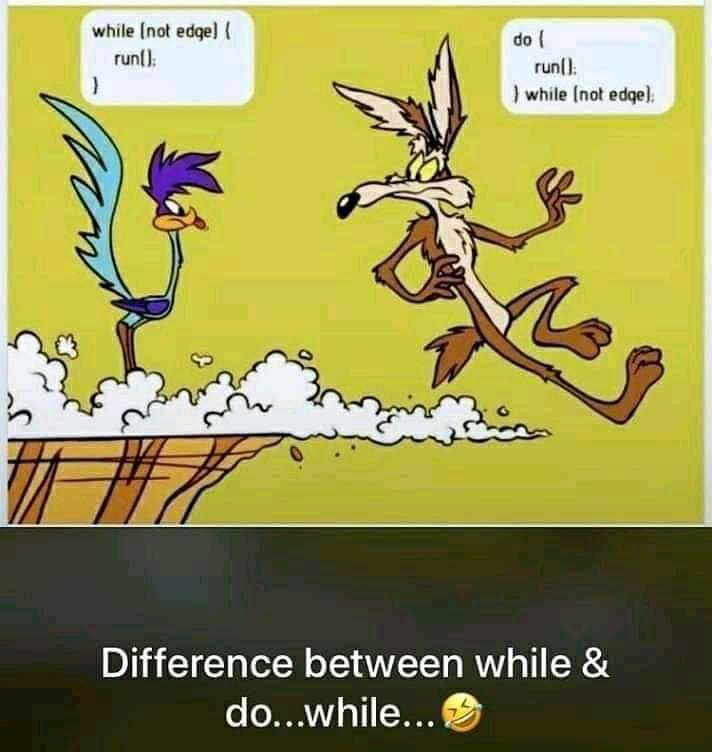 while (not edge) {
run();
}
do {
run();
} while (not edge);
Difference between while &
do...while...🤣